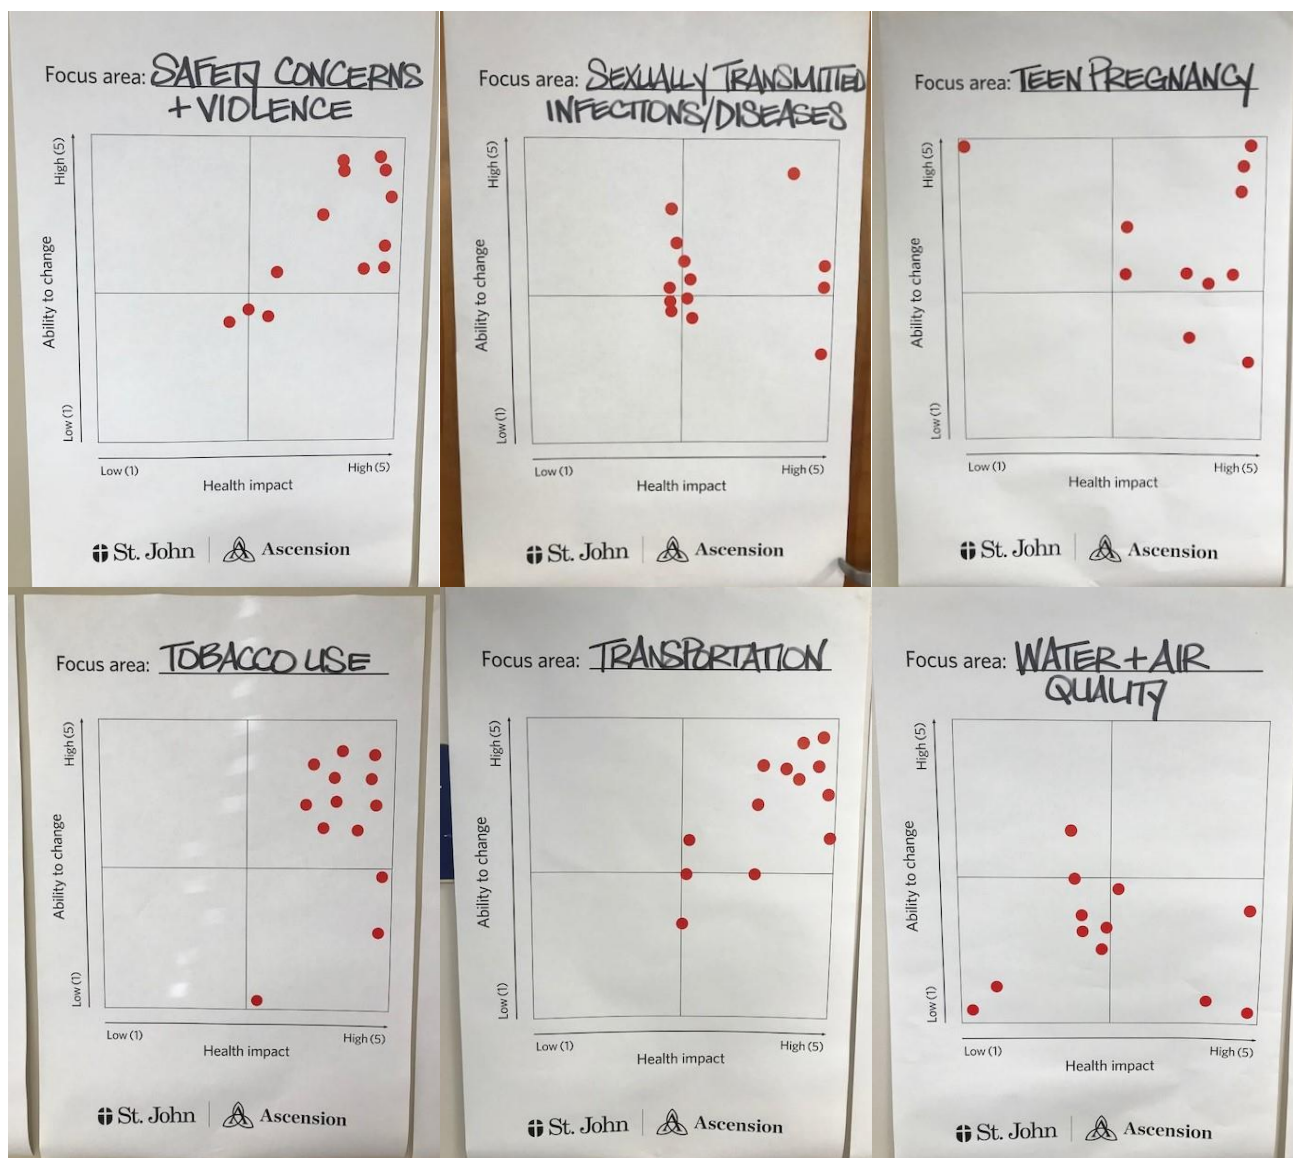 Focus area: SAFETY CONCERNS
+ VIOLENCE
High (5)
Ability to change
Low (1)
Low (1)
High (5)
Health impact
St. John
Ascension
Focus area: SEXUALLY TRANSMITTED
INFECTIONS/DISEASES
High (5)
Ability to change
Low (1)
Low (1)
High (5)
Health impact
St. John
Ascension
Focus area: TEEN PREGNANCY
High (5)
Ability to change
Low (1)
Low (1)
High (5)
Health impact
St. John
Ascension
Focus area: TOBACCO USE
High (5)
Ability to change
Low (1)
Low (1)
High (5)
Health impact
St. John
Ascension
Focus area: TRANSPORTATION
High (5)
Ability to change
Low (1)
Low (1)
High (5)
Health impact
St. John
Ascension
Focus area: WATER + AIR
QUALITY
High (5)
Ability to change
Low (1)
Low (1)
High (5)
Health impact
St. John
Ascension